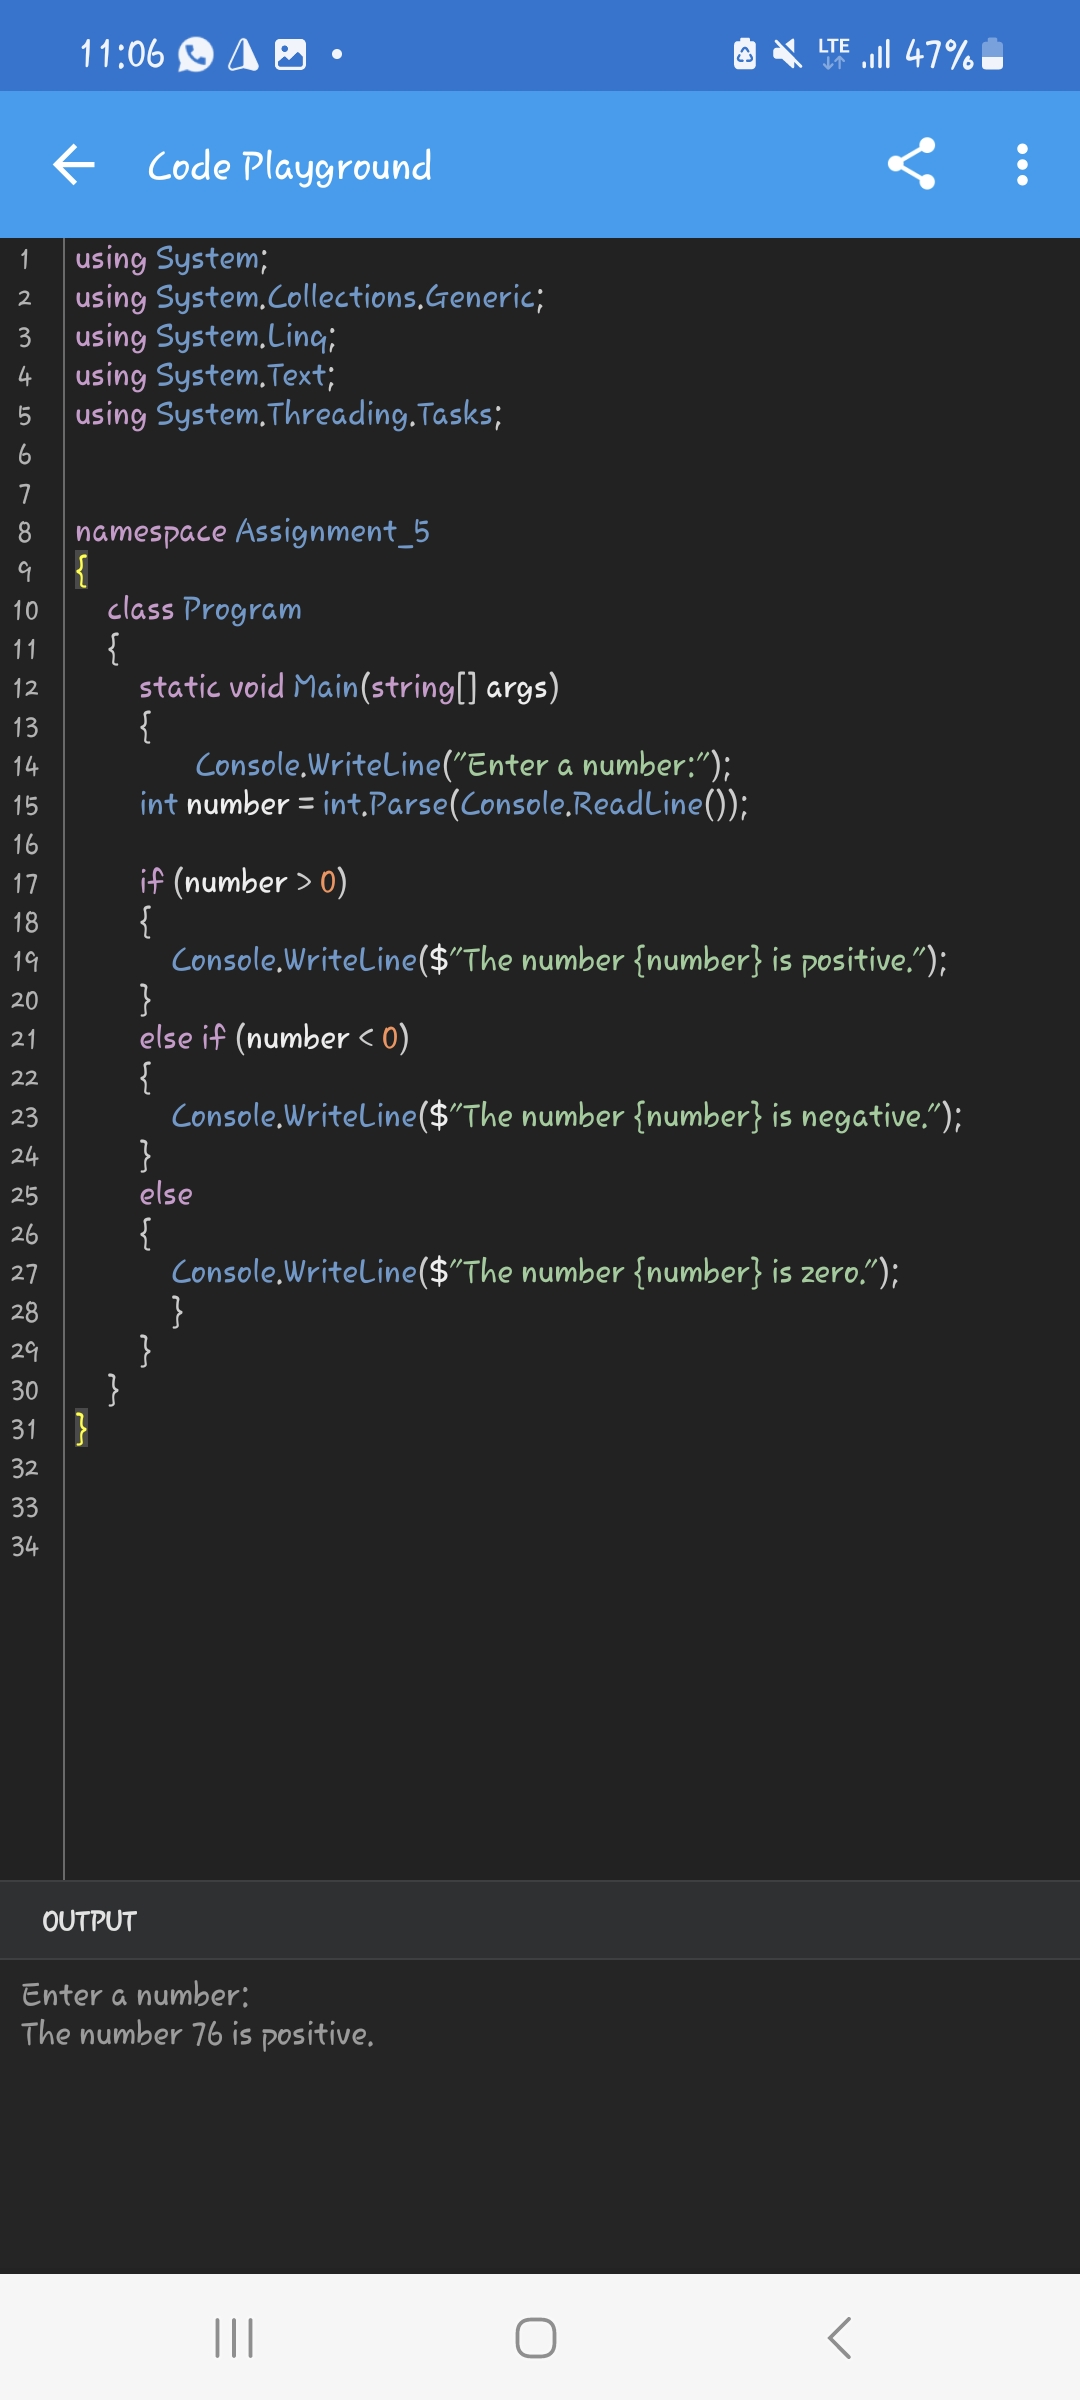 11:06 LTE 47%
Code Playground
1 using System;
2 using System.Collections.Generic;
3 using System.Linq;
4 using System.Text;
5 using System.Threading.Tasks;
6
7
8 namespace Assignment_5
9 {
10 class Program
11 {
12 static void Main(string[] args)
13 {
14 Console.WriteLine("Enter a number:");
15 int number = int.Parse(Console.ReadLine());
16
17 if (number > 0)
18 {
19 Console.WriteLine($"The number {number} is positive.");
20 }
21 else if (number < 0)
22 {
23 Console.WriteLine($"The number {number} is negative.");
24 }
25 else
26 {
27 Console.WriteLine($"The number {number} is zero.");
28 }
29 }
30 }
31 }
32
33
34
OUTPUT
Enter a number:
The number 76 is positive.